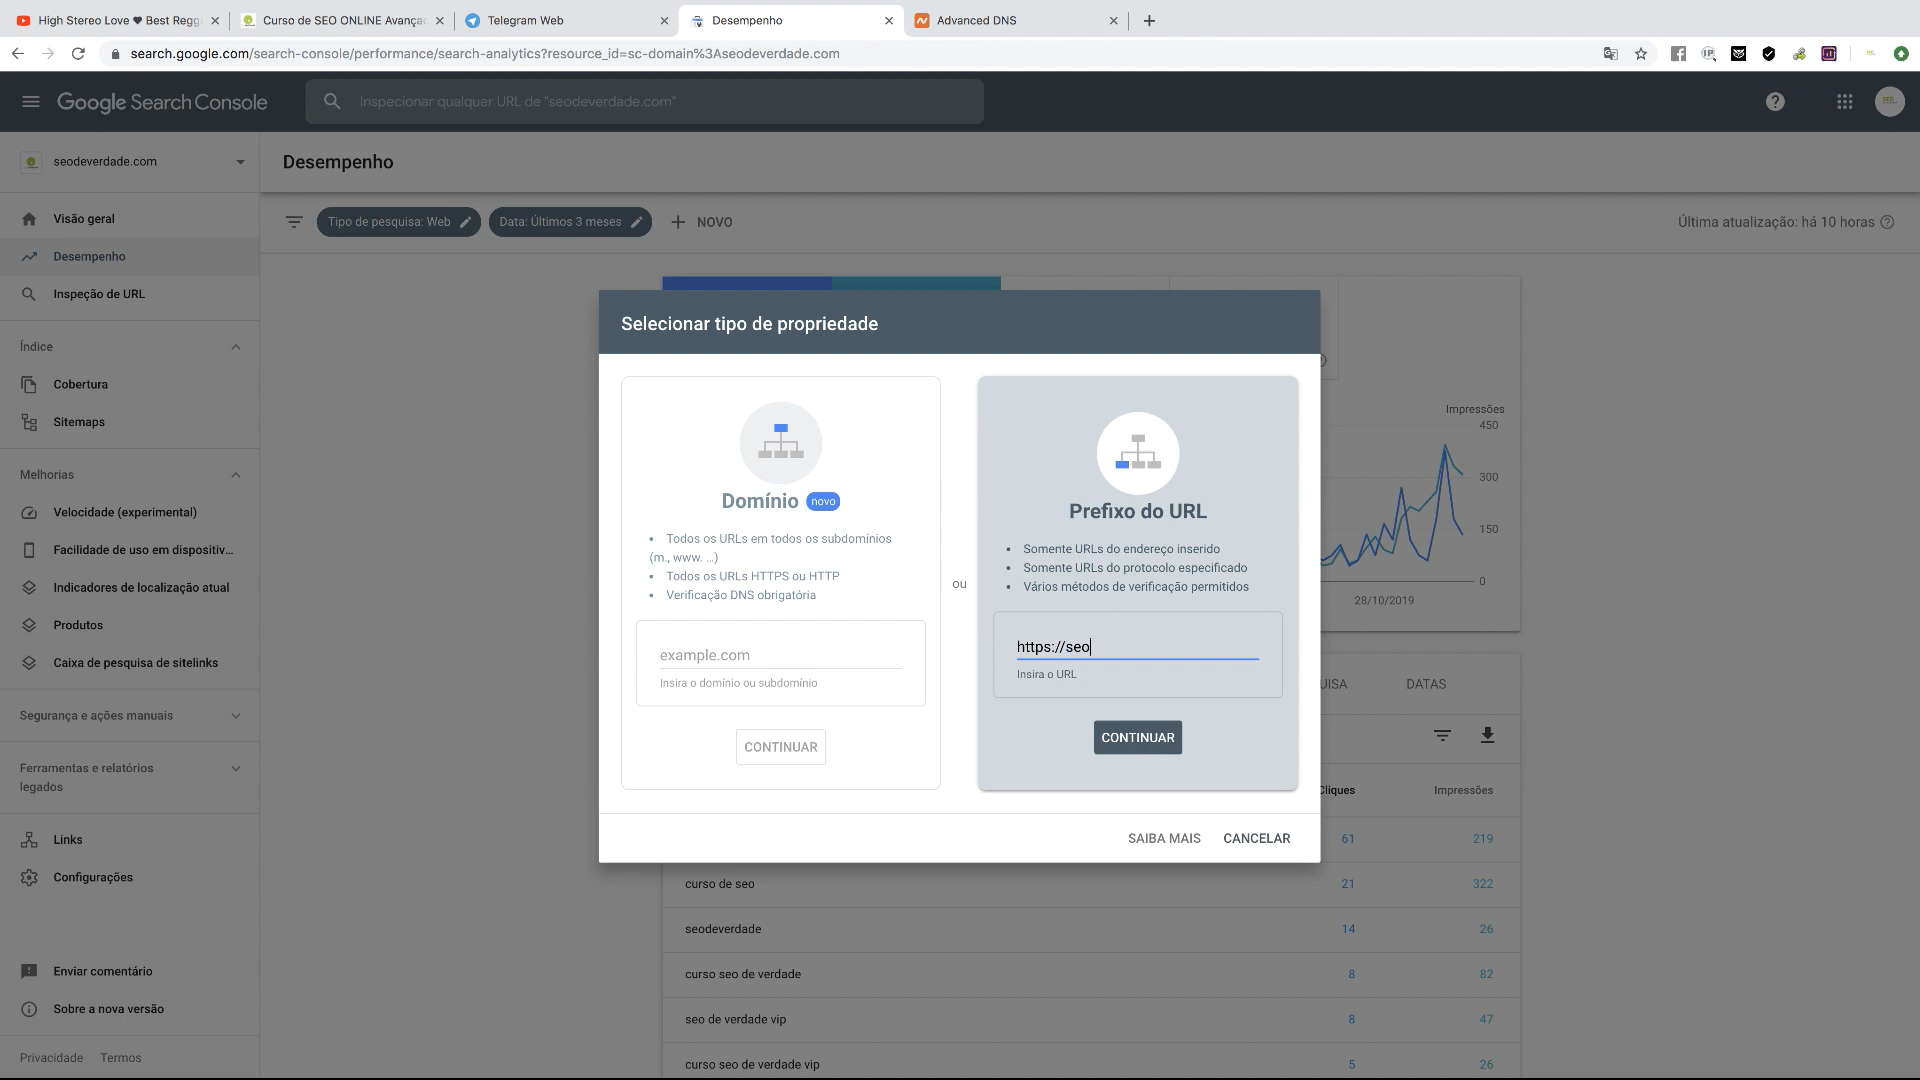 High Stereo Love ❤ Best Regg
Curso de SEO ONLINE Avança
Telegram Web
Desempenho
Advanced DNS
search.google.com/search-console/performance/search-analytics?resource_id=sc-domain%3Aseodeverdade.com
Google Search Console
Inspecionar qualquer URL de "seodeverdade.com"
seodeverdade.com
Desempenho
Visão geral
Desempenho
Inspeção de URL
Índice
Cobertura
Sitemaps
Melhorias
Velocidade (experimental)
Facilidade de uso em dispositiv...
Indicadores de localização atual
Produtos
Caixa de pesquisa de sitelinks
Segurança e ações manuais
Ferramentas e relatórios
legados
Links
Configurações
Enviar comentário
Sobre a nova versão
Privacidade Termos
Tipo de pesquisa: Web
Data: Últimos 3 meses
NOVO
Última atualização: há 10 horas
Selecionar tipo de propriedade
Domínio novo
• Todos os URLs em todos os subdomínios
(m., www. ...)
• Todos os URLs HTTPS ou HTTP
• Verificação DNS obrigatória
example.com
Insira o domínio ou subdomínio
CONTINUAR
ou
Prefixo do URL
• Somente URLs do endereço inserido
• Somente URLs do protocolo especificado
• Vários métodos de verificação permitidos
https://seo
Insira o URL
CONTINUAR
SAIBA MAIS CANCELAR
Impressões
450
300
150
0
28/10/2019
UISA DATAS
Cliques Impressões
61 219
curso de seo 21 322
seodeverdade 14 26
curso seo de verdade 8 82
seo de verdade vip 8 47
curso seo de verdade vip 5 26